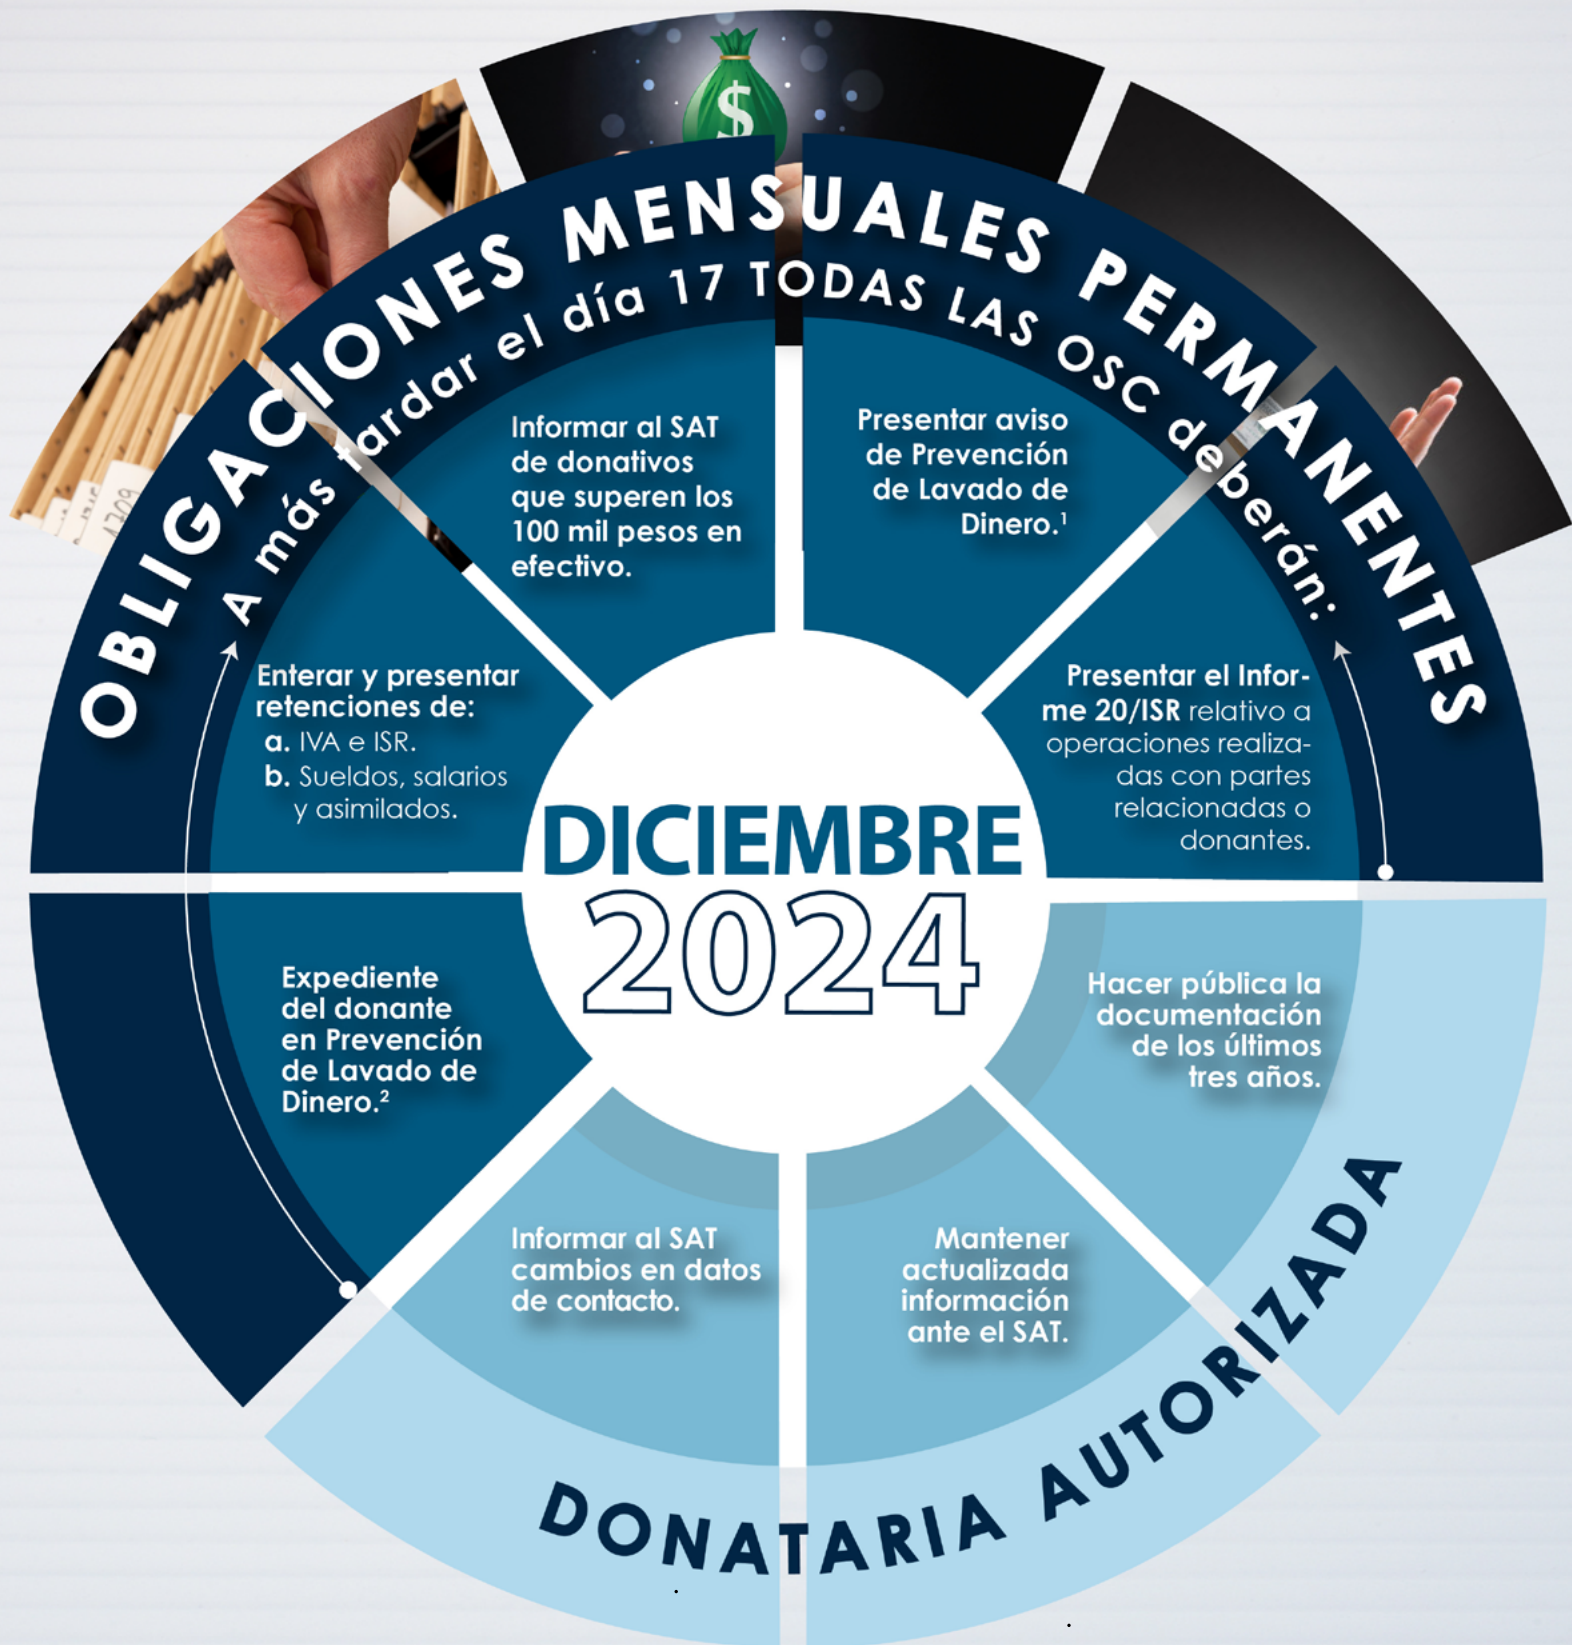 OBLIGACIONES MENSUALES PERMANENTES
A más tardar el día 17 TODAS LAS OSC deberán:
Informar al SAT
de donativos
que superen los
100 mil pesos en
efectivo.
Presentar aviso
de Prevención
de Lavado de
Dinero.¹
Enterar y presentar
retenciones de:
a. IVA e ISR.
b. Sueldos, salarios
y asimilados.
Presentar el Infor-
me 20/ISR relativo a
operaciones realiza-
das con partes
relacionadas o
donantes.
DICIEMBRE
2024
Expediente
del donante
en Prevención
de Lavado de
Dinero.²
Hacer pública la
documentación
de los últimos
tres años.
Informar al SAT
cambios en datos
de contacto.
Mantener
actualizada
información
ante el SAT.
DONATARIA AUTORIZADA
$
1709